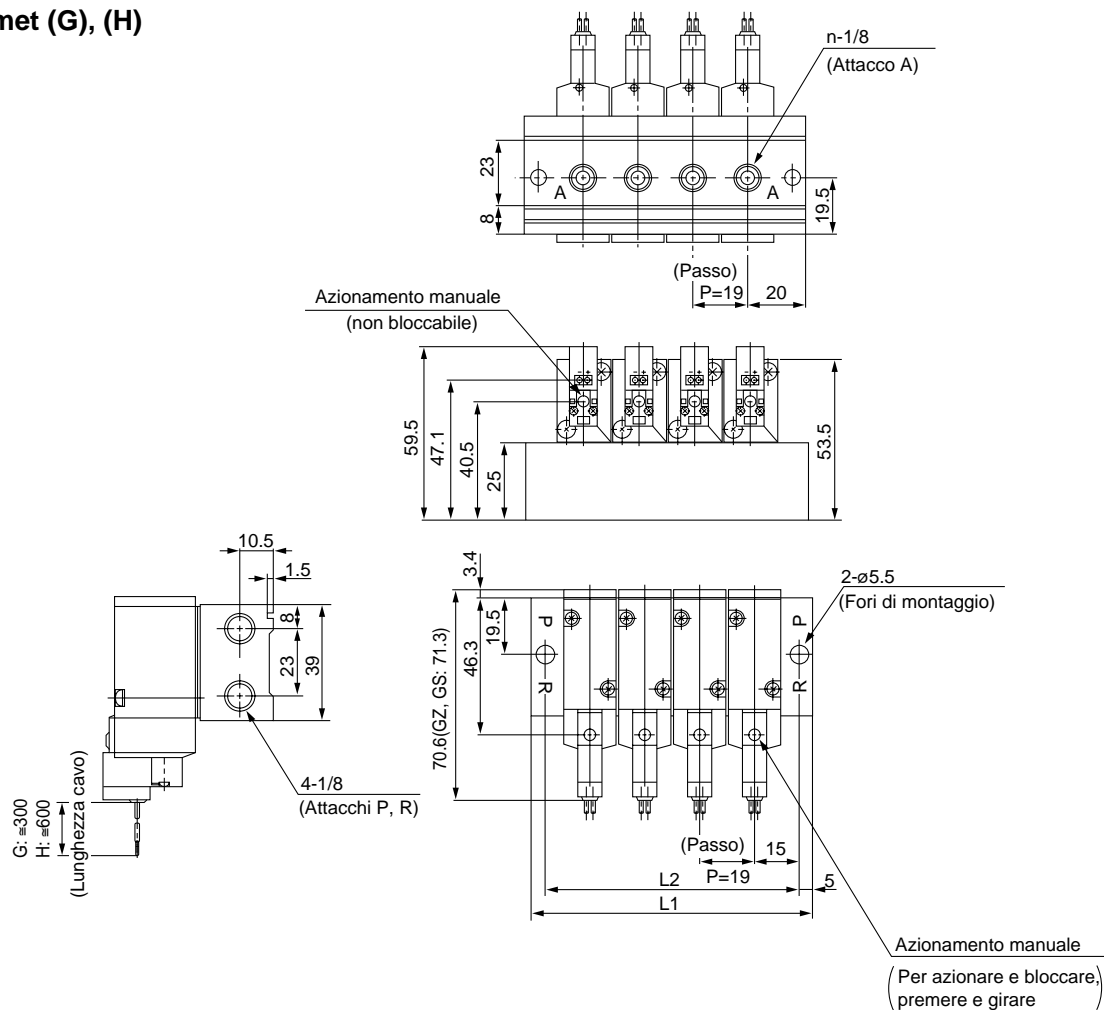 met (G), (H)
n-1/8
(Attacco A)
23
8
A
A
19.5
(Passo)
P=19
20
Azionamento manuale
(non bloccabile)
- +
- +
- +
- +
59.5
47.1
40.5
25
53.5
10.5
1.5
8
23
39
4-1/8
(Attacchi P, R)
G: ≅300
H: ≅600
(Lunghezza cavo)
3.4
19.5
46.3
70.6(GZ, GS: 71.3)
P
R
P
R
2-ø5.5
(Fori di montaggio)
(Passo)
P=19
15
L2
5
L1
Azionamento manuale
(Per azionare e bloccare,
premere e girare)